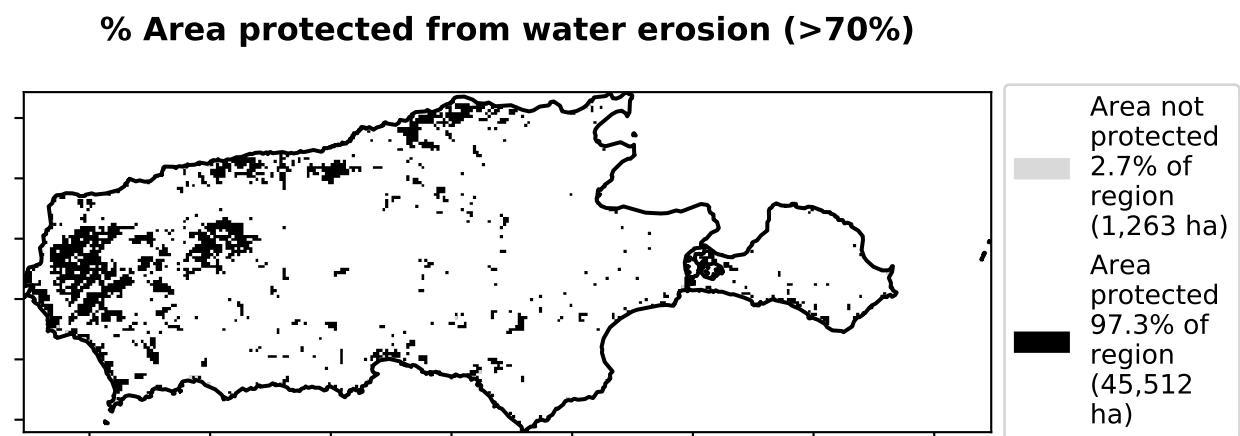 % Area protected from water erosion (>70%)
Area not
protected
2.7% of
region
(1,263 ha)
Area
protected
97.3% of
region
(45,512
ha)